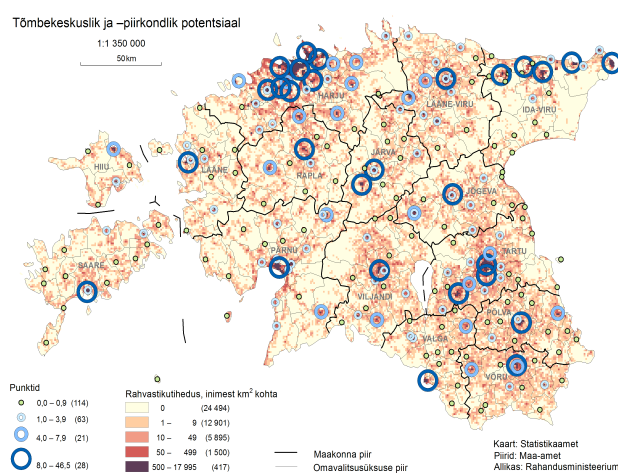 Tõmbekeskuslik ja –piirkondlik potentsiaal
1:1 350 000
50km
HARJU
LÄÄNE-VIRU
IDA-VIRU
HIIU
LÄÄNE
RAPLA
JÄRVA
JÕGEVA
SAARE
PÄRNU
VILJANDI
TARTU
PÕLVA
VALGA
VÕRU
Punktid
0,0 – 0,9 (114)
1,0 – 3,9 (63)
4,0 – 7,9 (21)
8,0 – 46,5 (28)
Rahvastikutihedus, inimest km² kohta
0 (24 494)
1 – 9 (12 901)
10 – 49 (5 895)
50 – 499 (1 500)
500 – 17 995 (417)
Maakonna piir
Omavalitsusüksuse piir
Kaart: Statistikaamet
Piirid: Maa-amet
Allikas: Rahandusministeerium